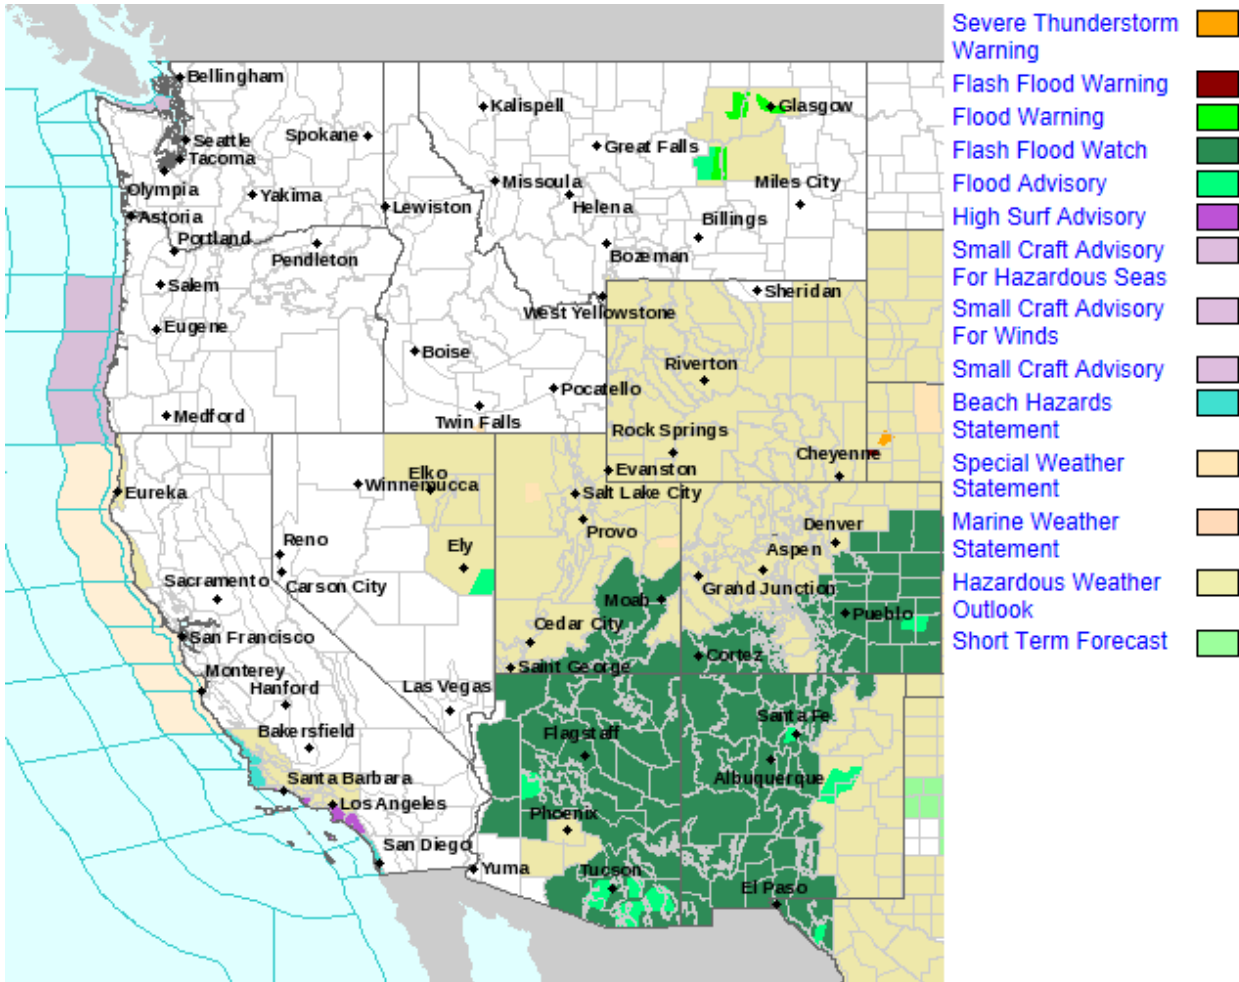 Bellingham
Seattle
Tacoma
Olympia
Spokane
Yakima
Astoria
Portland
Lewiston
Pendleton
Salem
Eugene
Medford
Kalispell
Glasgow
Great Falls
Missoula
Helena
Miles City
Billings
Bozeman
West Yellowstone
Sheridan
Boise
Pocatello
Twin Falls
Riverton
Rock Springs
Cheyenne
Evanston
Eureka
Winnemucca
Elko
Salt Lake City
Provo
Reno
Carson City
Ely
Denver
Aspen
Grand Junction
Sacramento
San Francisco
Moab
Pueblo
Cedar City
Saint George
Cortez
Monterey
Hanford
Las Vegas
Bakersfield
Flagstaff
Santa Fe
Albuquerque
Santa Barbara
Los Angeles
Phoenix
San Diego
Yuma
Tucson
El Paso
Severe Thunderstorm
Warning
Flash Flood Warning
Flood Warning
Flash Flood Watch
Flood Advisory
High Surf Advisory
Small Craft Advisory
For Hazardous Seas
Small Craft Advisory
For Winds
Small Craft Advisory
Beach Hazards
Statement
Special Weather
Statement
Marine Weather
Statement
Hazardous Weather
Outlook
Short Term Forecast